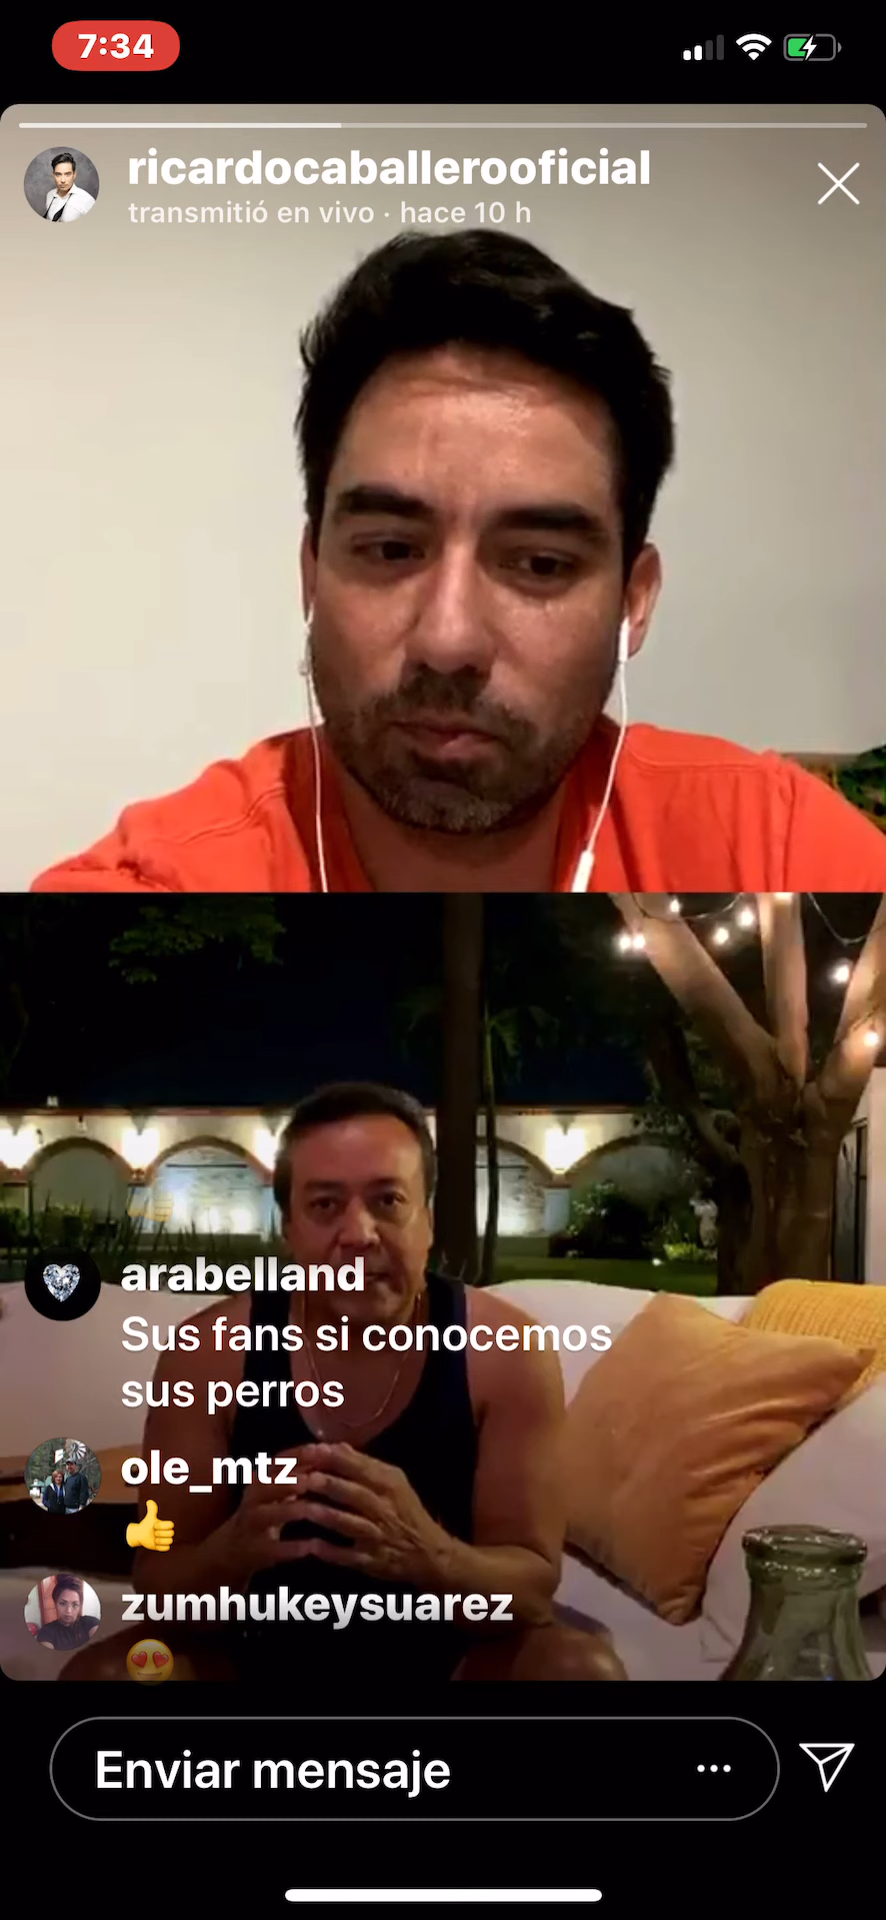 7:34
ricardocaballerooficial
transmitió en vivo · hace 10 h
arabelland
Sus fans si conocemos
sus perros
ole_mtz
👍
zumhukeysuarez
😍
Enviar mensaje